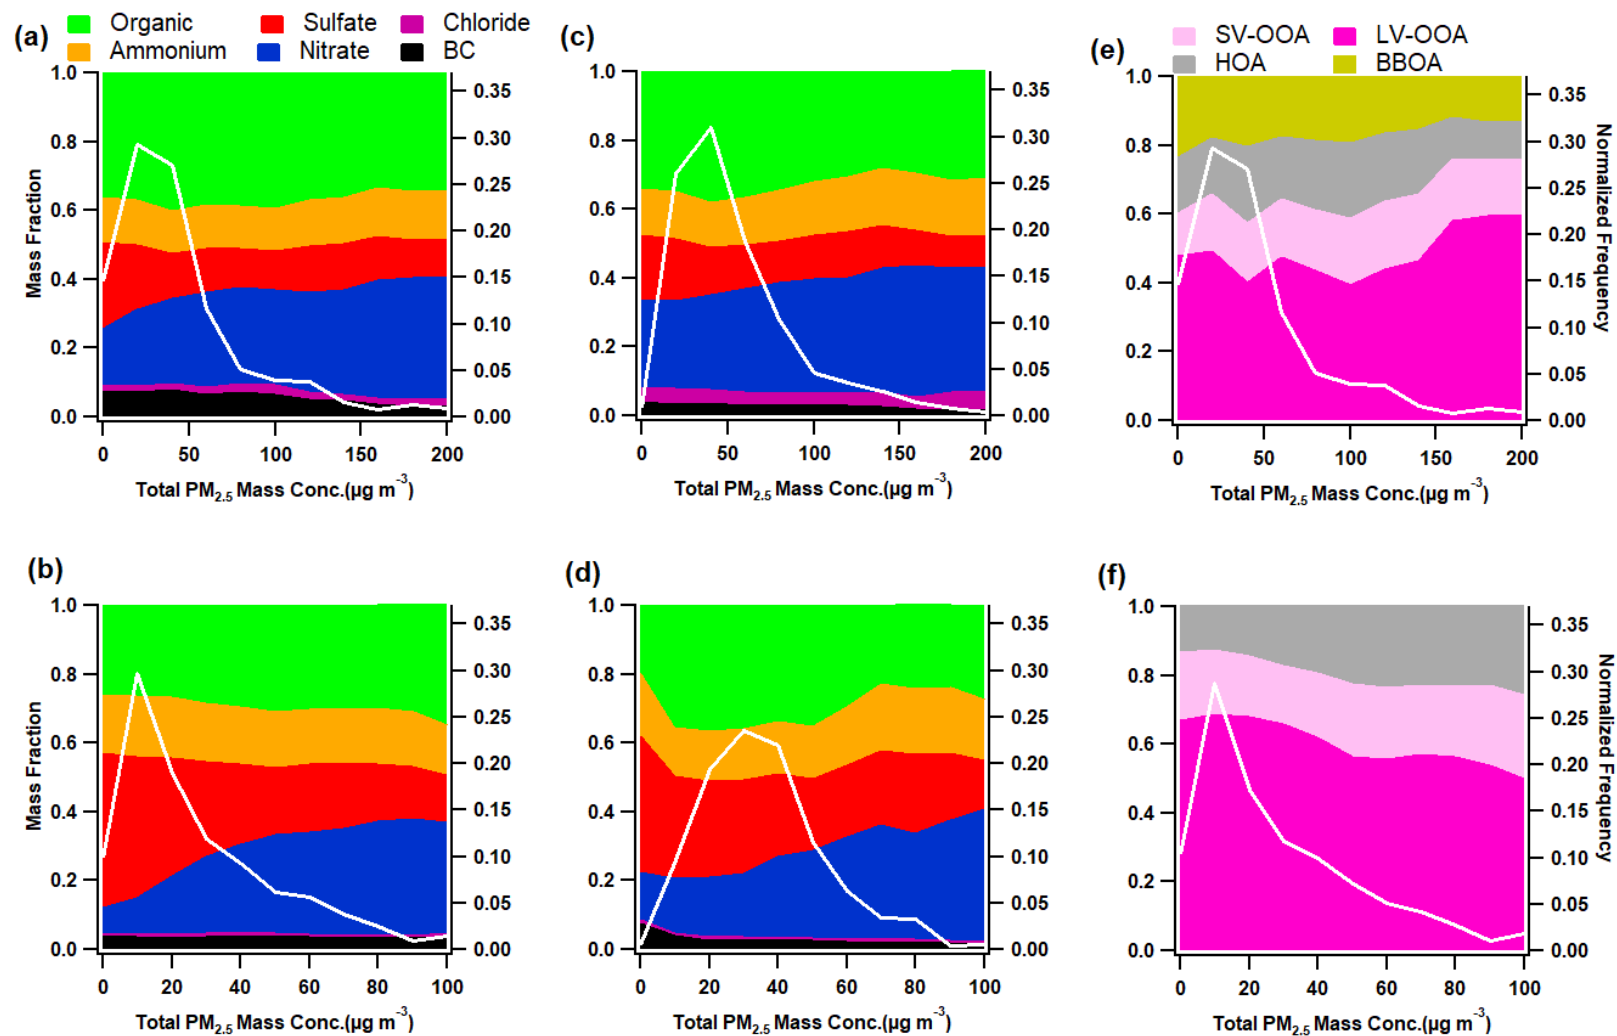 (a)
Organic
Sulfate
Chloride
Ammonium
Nitrate
BC
1.0
0.8
0.6
0.4
0.2
0.0
Mass Fraction
0.35
0.30
0.25
0.20
0.15
0.10
0.05
0.00
0 50 100 150 200
Total PM2.5 Mass Conc.(µg m-3)
(c)
1.0
0.8
0.6
0.4
0.2
0.0
0.35
0.30
0.25
0.20
0.15
0.10
0.05
0.00
0 50 100 150 200
Total PM2.5 Mass Conc.(µg m-3)
(e)
SV-OOA
LV-OOA
HOA
BBOA
1.0
0.8
0.6
0.4
0.2
0.0
0.35
0.30
0.25
0.20
0.15
0.10
0.05
0.00
Normalized Frequency
0 50 100 150 200
Total PM2.5 Mass Conc.(µg m-3)
(b)
1.0
0.8
0.6
0.4
0.2
0.0
Mass Fraction
0.35
0.30
0.25
0.20
0.15
0.10
0.05
0.00
0 20 40 60 80 100
Total PM2.5 Mass Conc.(µg m-3)
(d)
1.0
0.8
0.6
0.4
0.2
0.0
0.35
0.30
0.25
0.20
0.15
0.10
0.05
0.00
0 20 40 60 80 100
Total PM2.5 Mass Conc.(µg m-3)
(f)
1.0
0.8
0.6
0.4
0.2
0.0
0.35
0.30
0.25
0.20
0.15
0.10
0.05
0.00
Normalized Frequency
0 20 40 60 80 100
Total PM2.5 Mass Conc.(µg m-3)